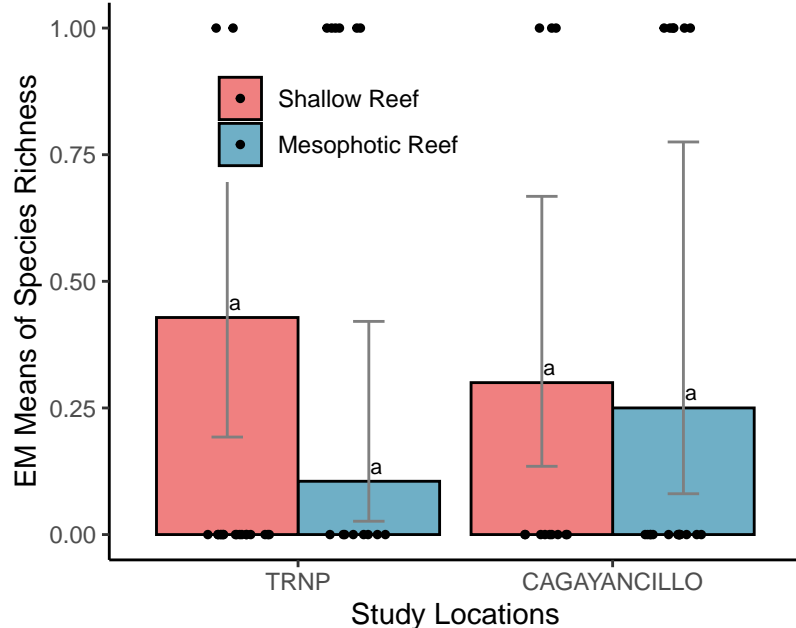 1.00
0.75
0.50
0.25
0.00
EM Means of Species Richness
Shallow Reef
Mesophotic Reef
a
a
a
a
TRNP
CAGAYANCILLO
Study Locations